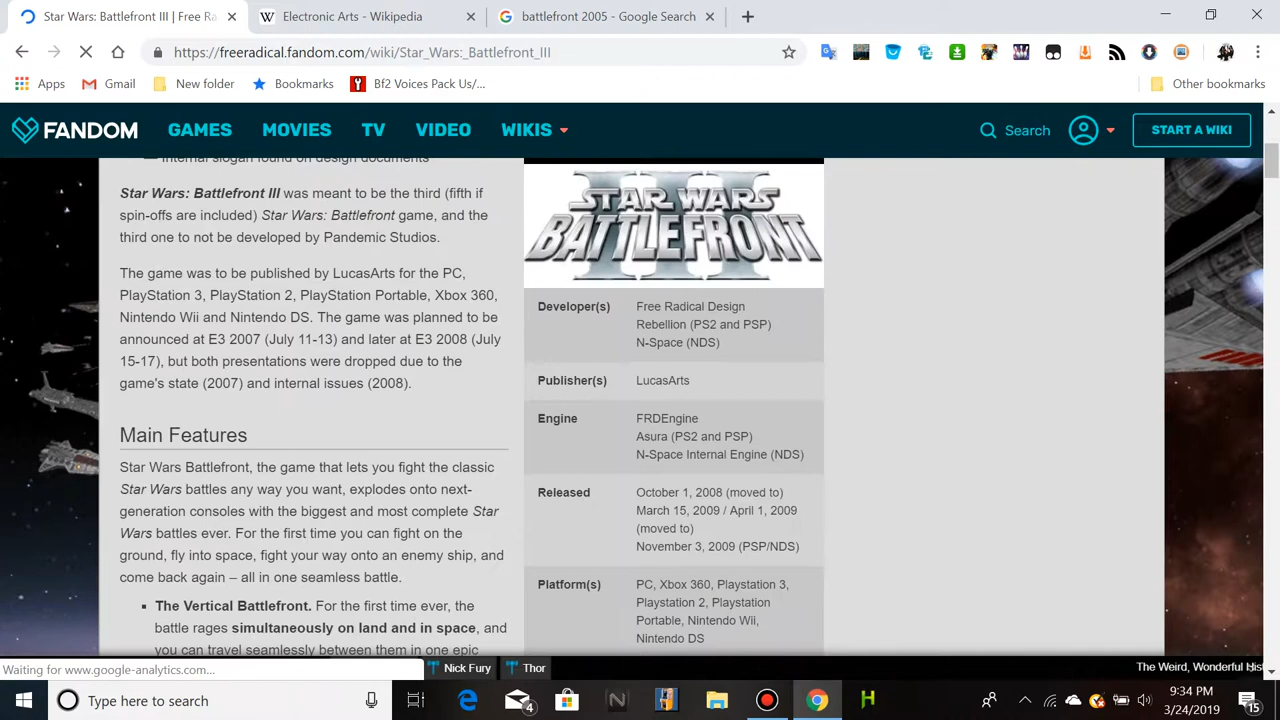 Star Wars: Battlefront III | Free Ra
Electronic Arts - Wikipedia
battlefront 2005 - Google Search
https://freeradical.fandom.com/wiki/Star_Wars:_Battlefront_III
Apps
Gmail
New folder
Bookmarks
Bf2 Voices Pack Us/...
Other bookmarks
FANDOM
GAMES
MOVIES
TV
VIDEO
WIKIS
Search
START A WIKI
— Internal slogan found on design documents
Star Wars: Battlefront III was meant to be the third (fifth if
spin-offs are included) Star Wars: Battlefront game, and the
third one to not be developed by Pandemic Studios.
The game was to be published by LucasArts for the PC,
PlayStation 3, PlayStation 2, PlayStation Portable, Xbox 360,
Nintendo Wii and Nintendo DS. The game was planned to be
announced at E3 2007 (July 11-13) and later at E3 2008 (July
15-17), but both presentations were dropped due to the
game's state (2007) and internal issues (2008).
Main Features
Star Wars Battlefront, the game that lets you fight the classic
Star Wars battles any way you want, explodes onto next-
generation consoles with the biggest and most complete Star
Wars battles ever. For the first time you can fight on the
ground, fly into space, fight your way onto an enemy ship, and
come back again – all in one seamless battle.
The Vertical Battlefront. For the first time ever, the
battle rages simultaneously on land and in space, and
you can travel seamlessly between them in one epic
STAR WARS
BATTLEFRONT
III
Developer(s)
Free Radical Design
Rebellion (PS2 and PSP)
N-Space (NDS)
Publisher(s)
LucasArts
Engine
FRDEngine
Asura (PS2 and PSP)
N-Space Internal Engine (NDS)
Released
October 1, 2008 (moved to)
March 15, 2009 / April 1, 2009
(moved to)
November 3, 2009 (PSP/NDS)
Platform(s)
PC, Xbox 360, Playstation 3,
Playstation 2, Playstation
Portable, Nintendo Wii,
Nintendo DS
Waiting for www.google-analytics.com...
Nick Fury
Thor
The Weird, Wonderful Hist
Type here to search
4
9:34 PM
3/24/2019
15